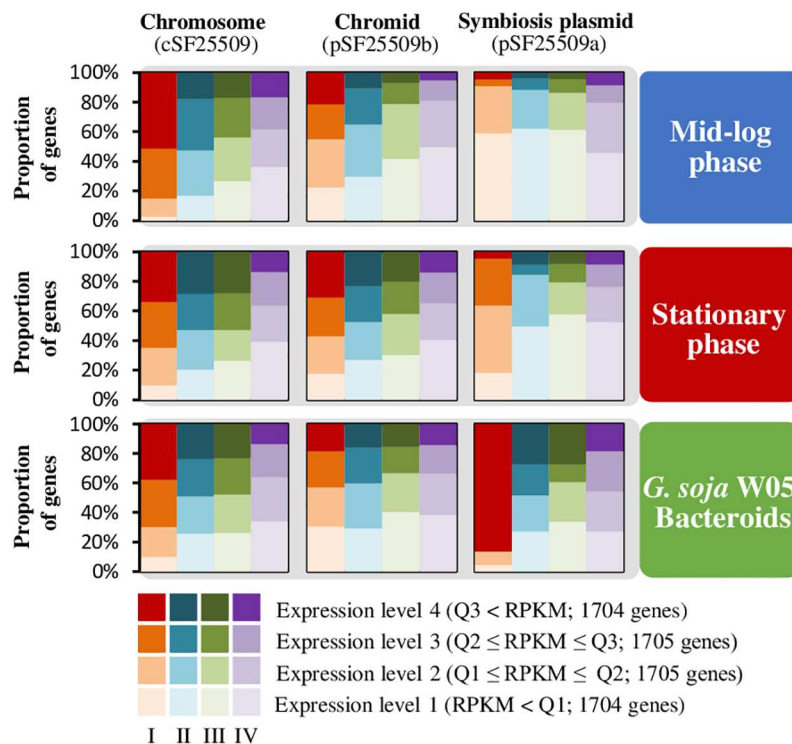 Chromosome
(cSF25509)
Chromid
(pSF25509b)
Symbiosis plasmid
(pSF25509a)
Proportion
of genes
100%
80%
60%
40%
20%
0%
Mid-log
phase
Proportion
of genes
100%
80%
60%
40%
20%
0%
Stationary
phase
Proportion
of genes
100%
80%
60%
40%
20%
0%
G. soja W05
Bacteroids
Expression level 4 (Q3 < RPKM; 1704 genes)
Expression level 3 (Q2 ≤ RPKM ≤ Q3; 1705 genes)
Expression level 2 (Q1 ≤ RPKM ≤ Q2; 1705 genes)
Expression level 1 (RPKM < Q1; 1704 genes)
I II III IV